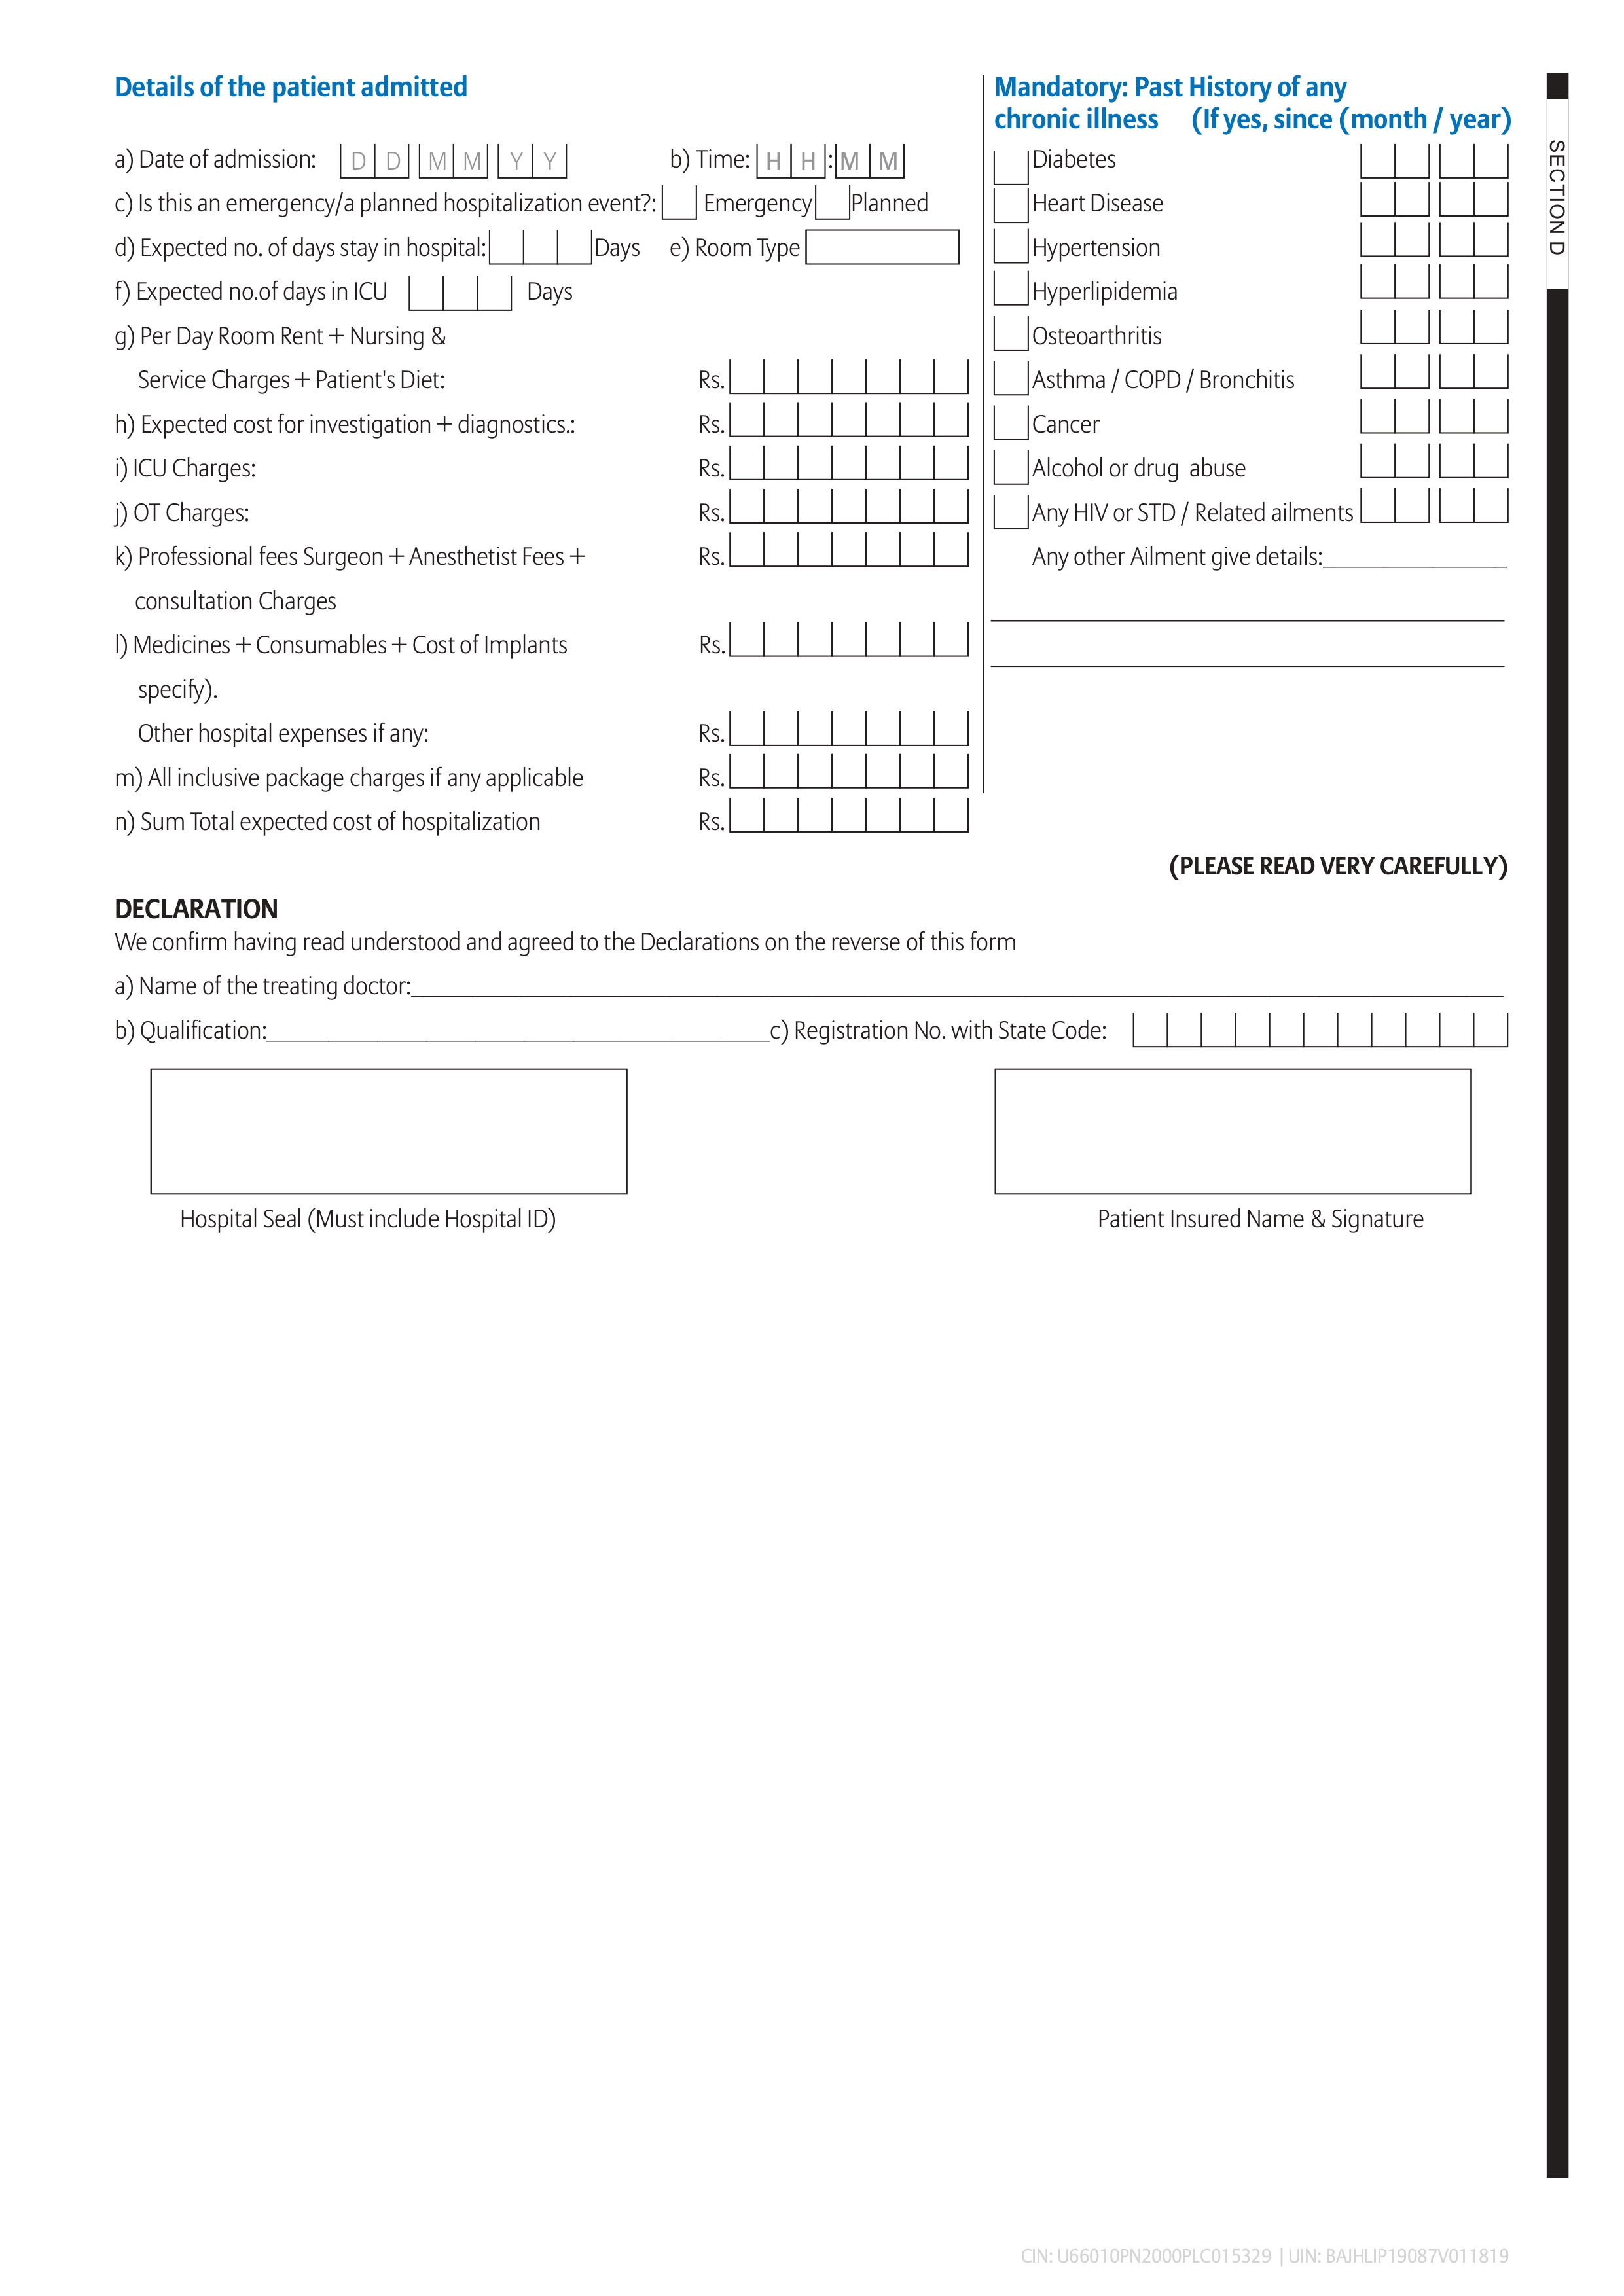 Details of the patient admitted
a) Date of admission: D D M M Y Y b) Time: H H : M M
c) Is this an emergency/a planned hospitalization event?: Emergency Planned
d) Expected no. of days stay in hospital: Days e) Room Type
f) Expected no.of days in ICU Days
g) Per Day Room Rent + Nursing &
Service Charges + Patient's Diet: Rs.
h) Expected cost for investigation + diagnostics.: Rs.
i) ICU Charges: Rs.
j) OT Charges: Rs.
k) Professional fees Surgeon + Anesthetist Fees + Rs.
consultation Charges
l) Medicines + Consumables + Cost of Implants Rs.
specify).
Other hospital expenses if any: Rs.
m) All inclusive package charges if any applicable Rs.
n) Sum Total expected cost of hospitalization Rs.
Mandatory: Past History of any
chronic illness (If yes, since (month / year)
Diabetes
Heart Disease
Hypertension
Hyperlipidemia
Osteoarthritis
Asthma / COPD / Bronchitis
Cancer
Alcohol or drug abuse
Any HIV or STD / Related ailments
Any other Ailment give details:
SECTION D
(PLEASE READ VERY CAREFULLY)
DECLARATION
We confirm having read understood and agreed to the Declarations on the reverse of this form
a) Name of the treating doctor:
b) Qualification: c) Registration No. with State Code:
Hospital Seal (Must include Hospital ID) Patient Insured Name & Signature
CIN: U66010PN2000PLC015329 | UIN: BAJHLIP19087V011819